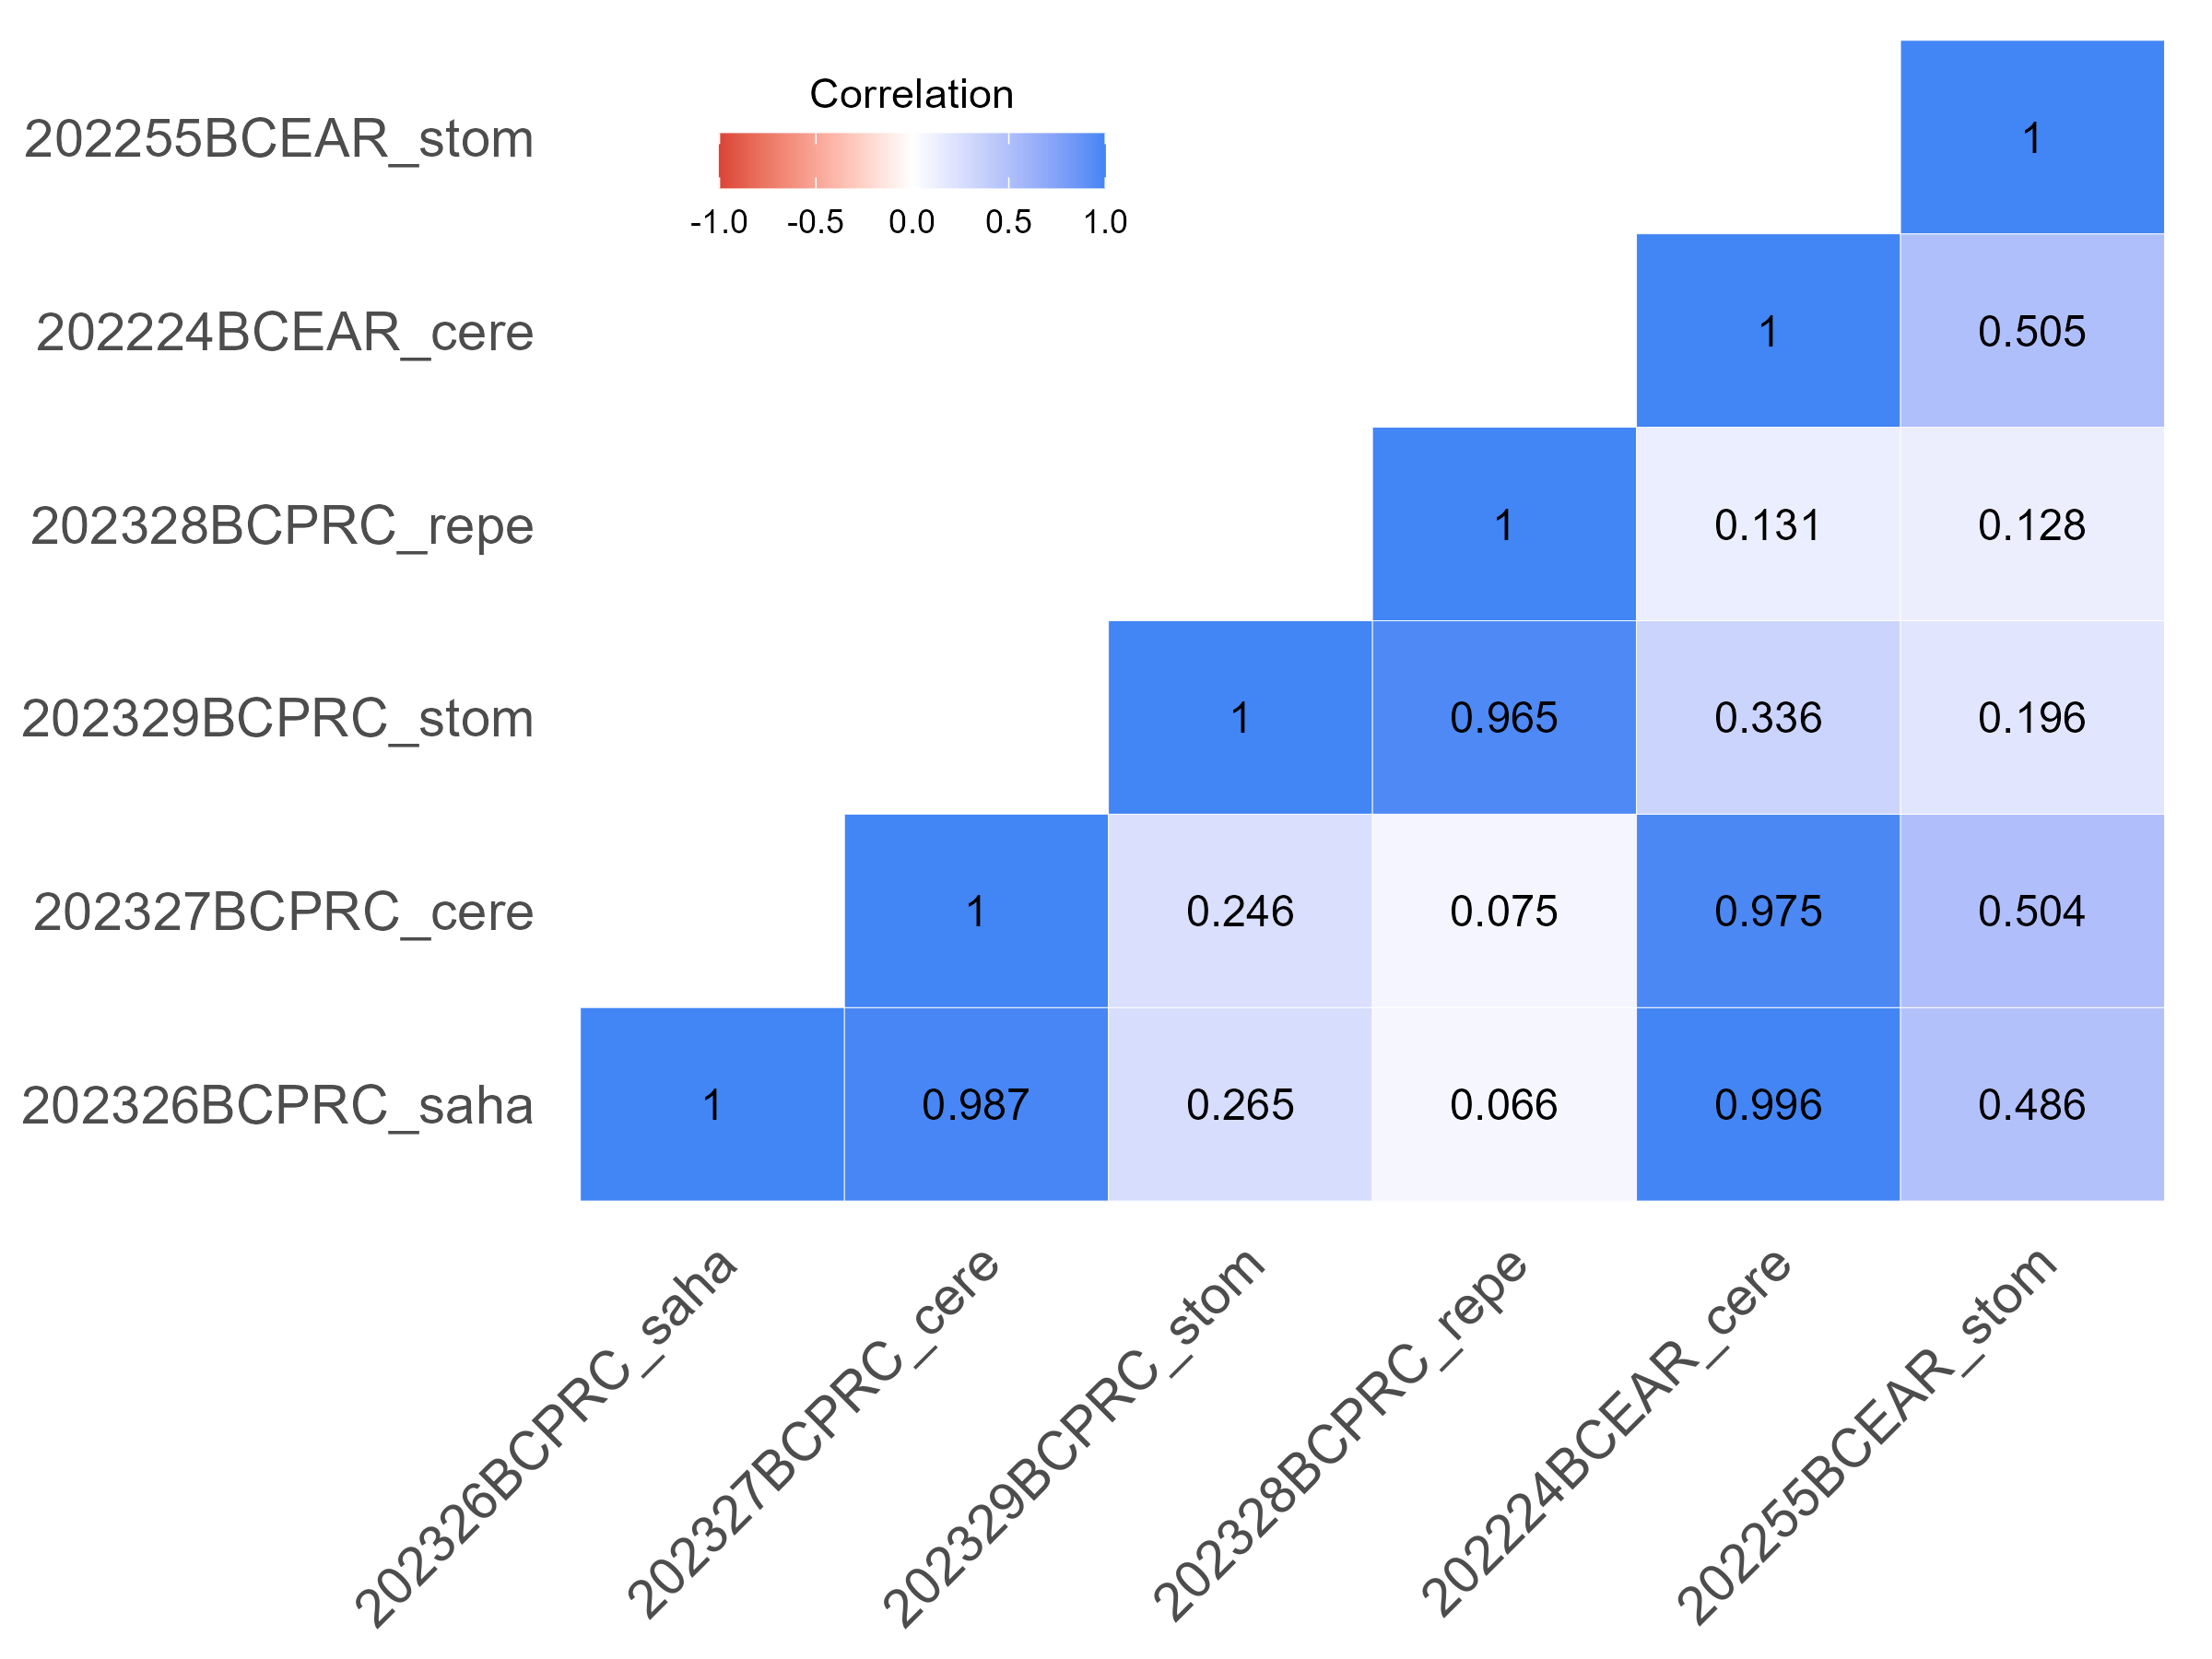 Correlation
-1.0 -0.5 0.0 0.5 1.0
202255BCEAR_stom 1
202224BCEAR_cere 1 0.505
202328BCPRC_repe 1 0.131 0.128
202329BCPRC_stom 1 0.965 0.336 0.196
202327BCPRC_cere 1 0.246 0.075 0.975 0.504
202326BCPRC_saha 1 0.987 0.265 0.066 0.996 0.486
202326BCPRC_saha
202327BCPRC_cere
202329BCPRC_stom
202328BCPRC_repe
202224BCEAR_cere
202255BCEAR_stom